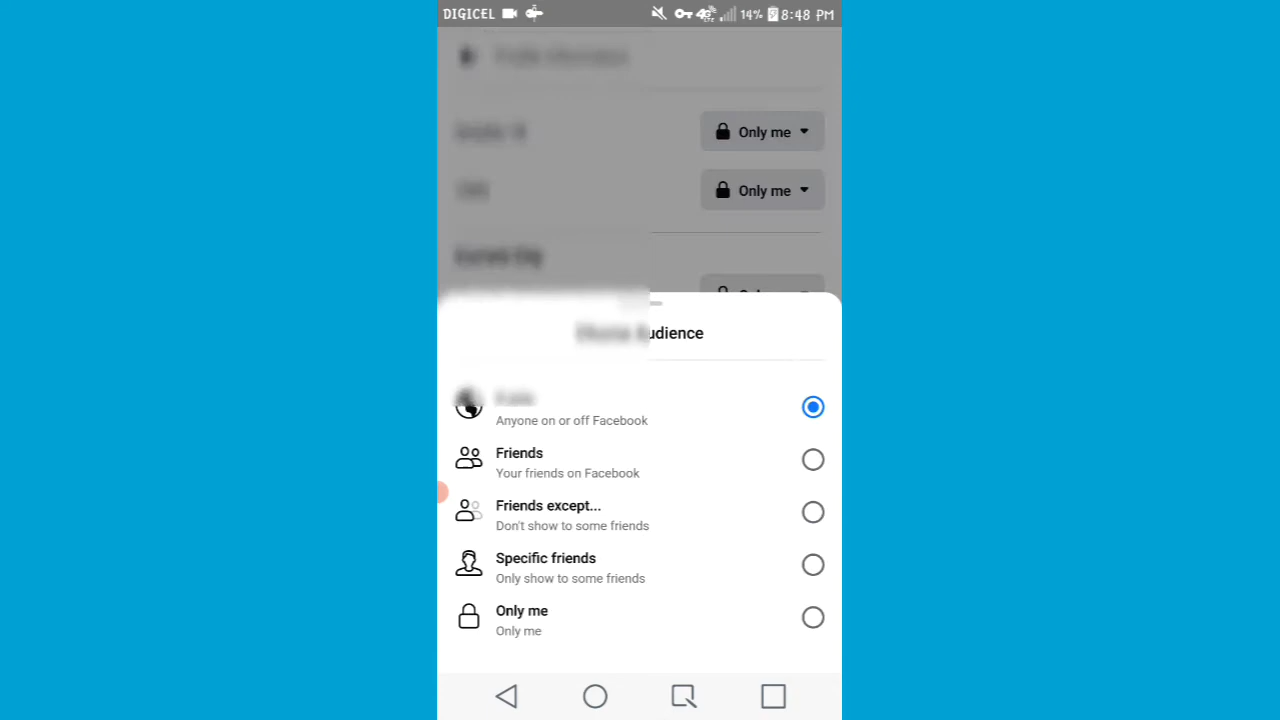 DIGICEL 14% 8:48 PM
Only me
Only me
udience
Anyone on or off Facebook
Friends
Your friends on Facebook
Friends except...
Don't show to some friends
Specific friends
Only show to some friends
Only me
Only me